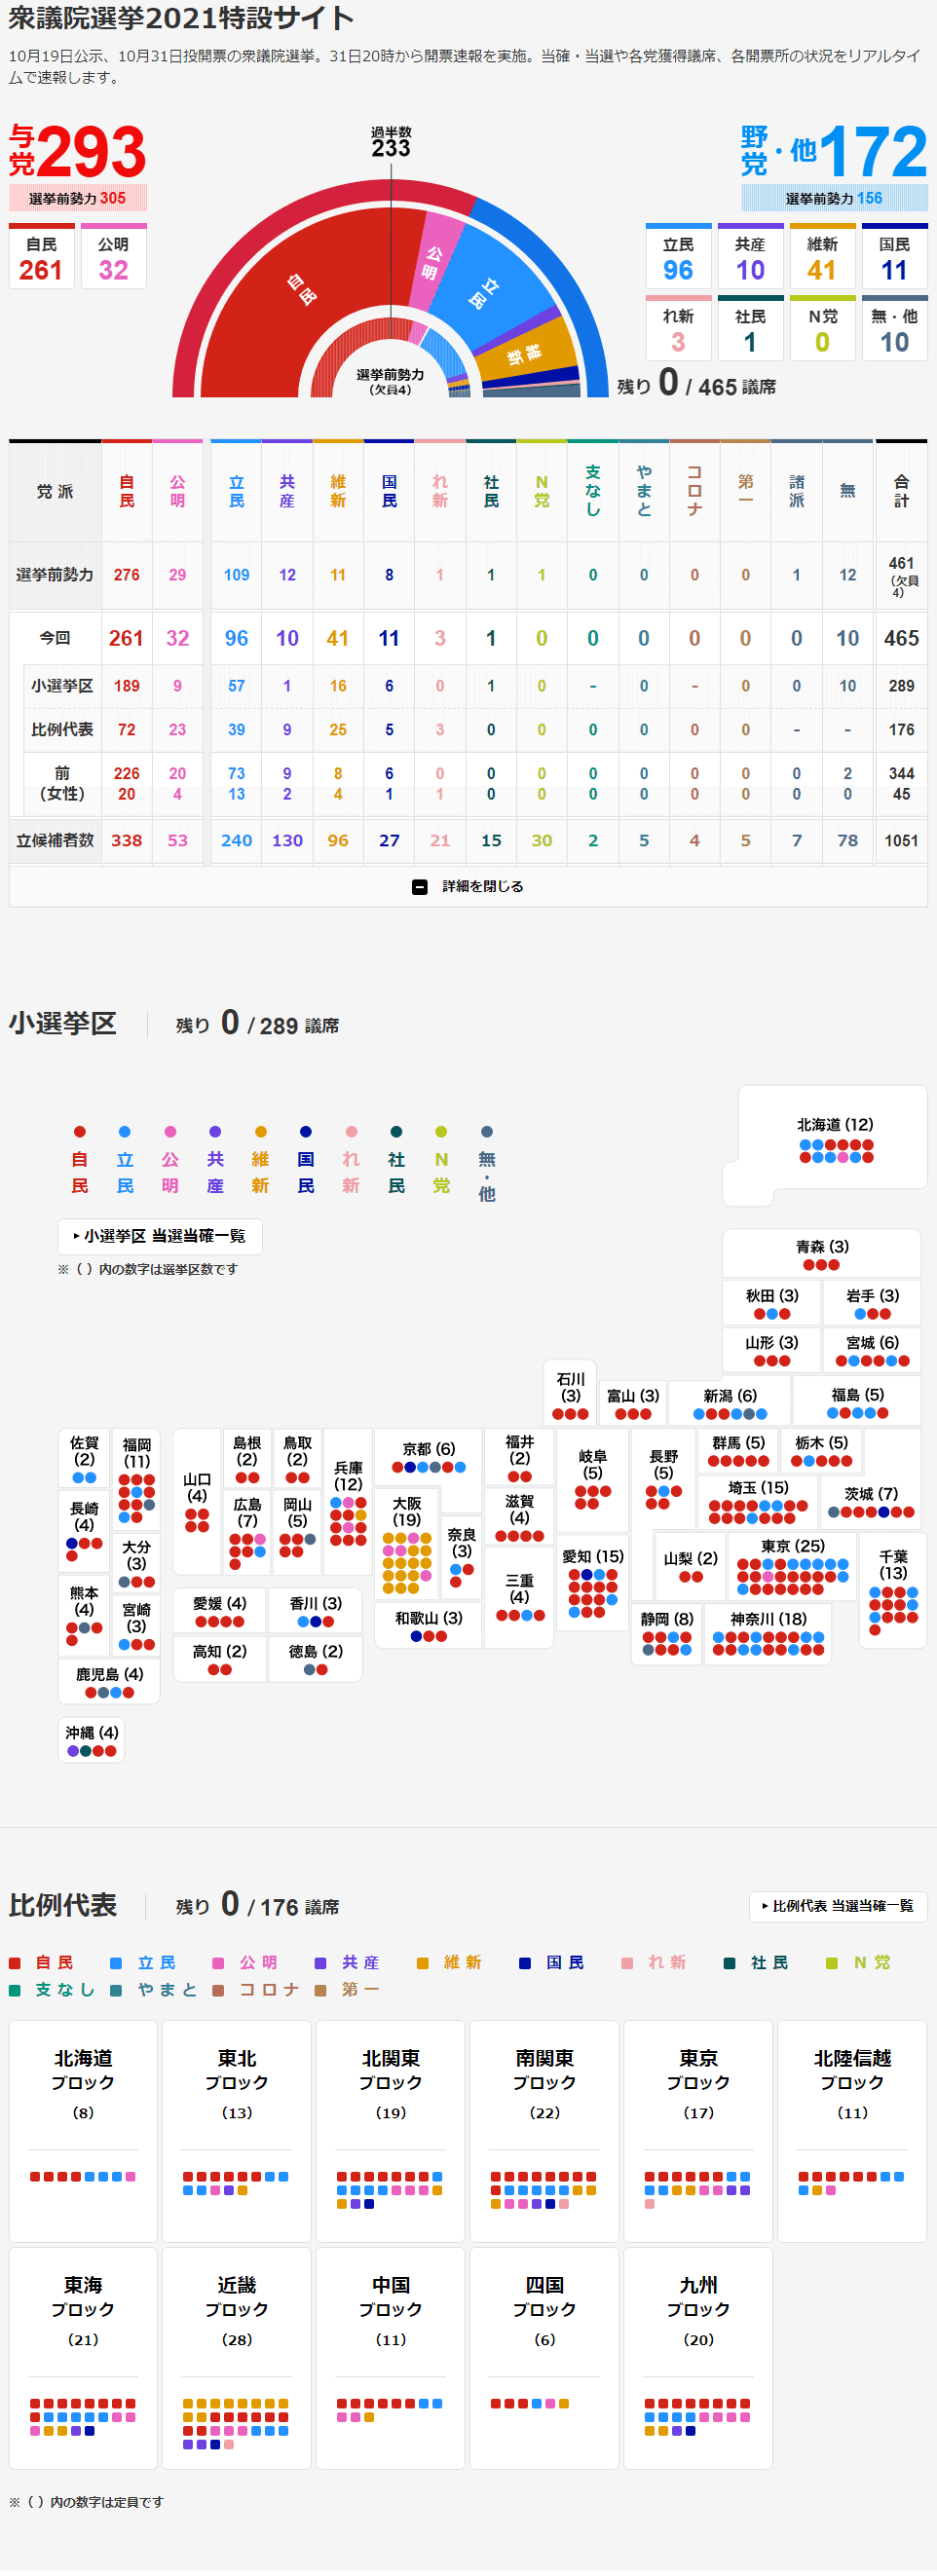 衆議院選挙2021特設サイト
10月19日公示、10月31日投開票の衆議院選挙。31日20時から開票速報を実施。当確・当選や各党獲得議席、各開票所の状況をリアルタイ
ムで速報します。
与党293
選挙前勢力 305
自民 公明
261 32
過半数
233
野党・他172
選挙前勢力 156
立民 共産 維新 国民
96 10 41 11
れ新 社民 N党 無・他
3 1 0 10
自民
公明
立民
維新
選挙前勢力
(欠員4)
残り 0 / 465 議席
党派 自民 公明 立民 共産 維新 国民 れ新 社民 N党 支なし やまと コロナ 第一 諸派 無 合計
選挙前勢力 276 29 109 12 11 8 1 1 1 0 0 0 0 1 12 461 (欠員4)
今回 261 32 96 10 41 11 3 1 0 0 0 0 0 0 10 465
小選挙区 189 9 57 1 16 6 0 1 0 - 0 - 0 0 10 289
比例代表 72 23 39 9 25 5 3 0 0 0 0 0 0 - - 176
前 226 20 73 9 8 6 0 0 0 0 0 0 0 0 2 344
(女性) 20 4 13 2 4 1 1 0 0 0 0 0 0 0 0 45
立候補者数 338 53 240 130 96 27 21 15 30 2 5 4 5 7 78 1051
詳細を閉じる
小選挙区 残り 0 / 289 議席
自民 立民 公明 共産 維新 国民 れ新 社民 N党 無・他
小選挙区 当選当確一覧
※ ( ) 内の数字は選挙区数です
北海道 (12)
青森 (3)
秋田 (3) 岩手 (3)
山形 (3) 宮城 (6)
石川 (3) 富山 (3) 新潟 (6) 福島 (5)
佐賀 (2) 福岡 (11) 山口 (4) 島根 (2) 鳥取 (2) 兵庫 (12) 京都 (6) 福井 (2) 岐阜 (5) 長野 (5) 群馬 (5) 栃木 (5)
長崎 (4) 広島 (7) 岡山 (5) 大阪 (19) 滋賀 (4) 埼玉 (15) 茨城 (7)
大分 (3) 奈良 (3) 愛知 (15) 山梨 (2) 東京 (25) 千葉 (13)
熊本 (4) 宮崎 (3) 愛媛 (4) 香川 (3) 和歌山 (3) 三重 (4) 静岡 (8) 神奈川 (18)
鹿児島 (4) 高知 (2) 徳島 (2)
沖縄 (4)
比例代表 残り 0 / 176 議席
比例代表 当選当確一覧
自民 立民 公明 共産 維新 国民 れ新 社民 N党
支なし やまと コロナ 第一
北海道 東北 北関東 南関東 東京 北陸信越
ブロック ブロック ブロック ブロック ブロック ブロック
(8) (13) (19) (22) (17) (11)
東海 近畿 中国 四国 九州
ブロック ブロック ブロック ブロック ブロック
(21) (28) (11) (6) (20)
※ ( ) 内の数字は定員です